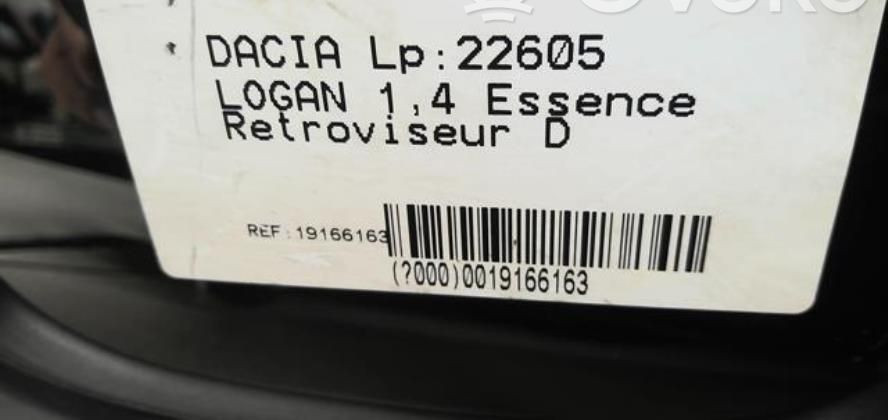 DACIA Lp:22605
LOGAN 1,4 Essence
Retroviseur D
REF:19166163
(?000)0019166163